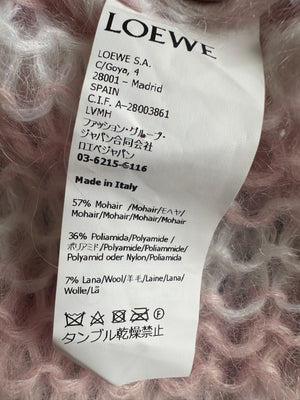 LOEWE
LOEWE S.A.
C/Goya, 4
28001 – Madrid
SPAIN
C.I.F. A-28003861
LVMH
ファッション・グループ・
ジャパン合同会社
ロエベジャパン
03-6215-6116
Made in Italy
57% Mohair /Mohair/モヘヤ/
Mohair/Mohair/Mohair/Mohair
36% Poliamida/Polyamide/
ポリアミド/Polyamide/Polyammide/
Polyamid oder Nylon/Poliamida
7% Lana/Wool/羊毛/Laine/Lana/
Wolle/Lã
タンブル乾燥禁止